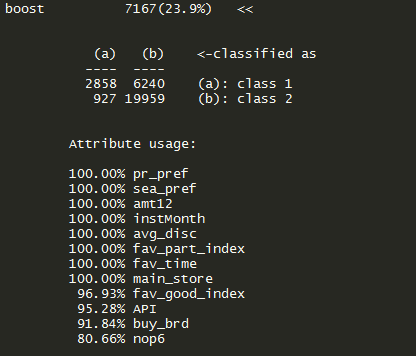 boost 7167(23.9%) <<
(a) (b) <-classified as
---- ----
2858 6240 (a): class 1
927 19959 (b): class 2
Attribute usage:
100.00% pr_pref
100.00% sea_pref
100.00% amt12
100.00% instMonth
100.00% avg_disc
100.00% fav_part_index
100.00% fav_time
100.00% main_store
96.93% fav_good_index
95.28% API
91.84% buy_brd
80.66% nop6